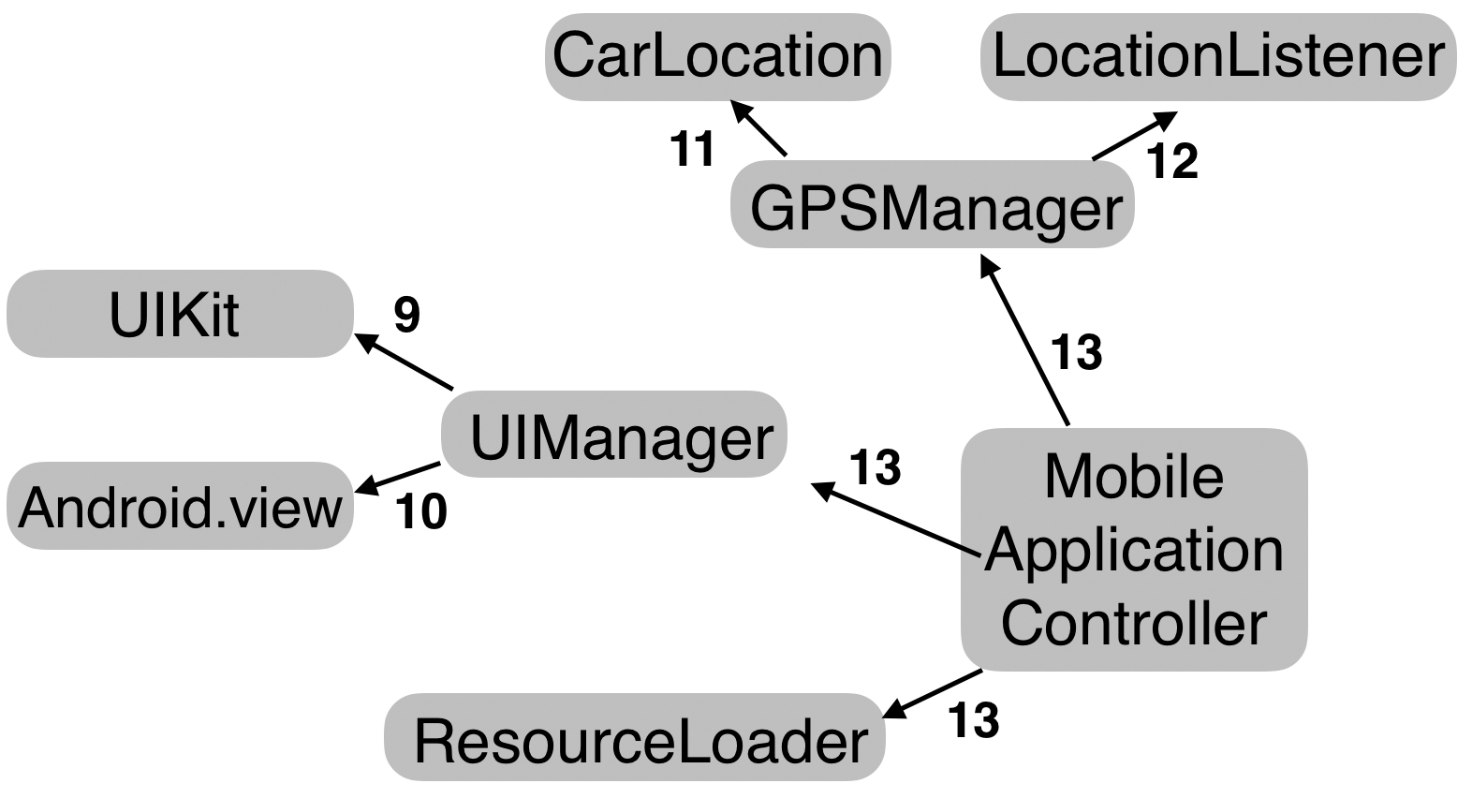 CarLocation
LocationListener
11
12
GPSManager
UIKit
9
13
UIManager
13
Android.view
10
Mobile
Application
Controller
ResourceLoader
13